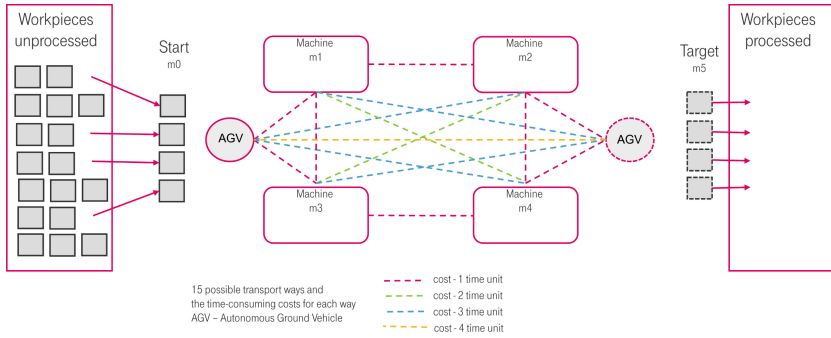 Workpieces
unprocessed
Start
m0
Machine
m1
Machine
m2
Target
m5
Workpieces
processed
AGV
AGV
Machine
m3
Machine
m4
15 possible transport ways and
the time-consuming costs for each way
AGV – Autonomous Ground Vehicle
cost - 1 time unit
cost - 2 time unit
cost - 3 time unit
cost - 4 time unit